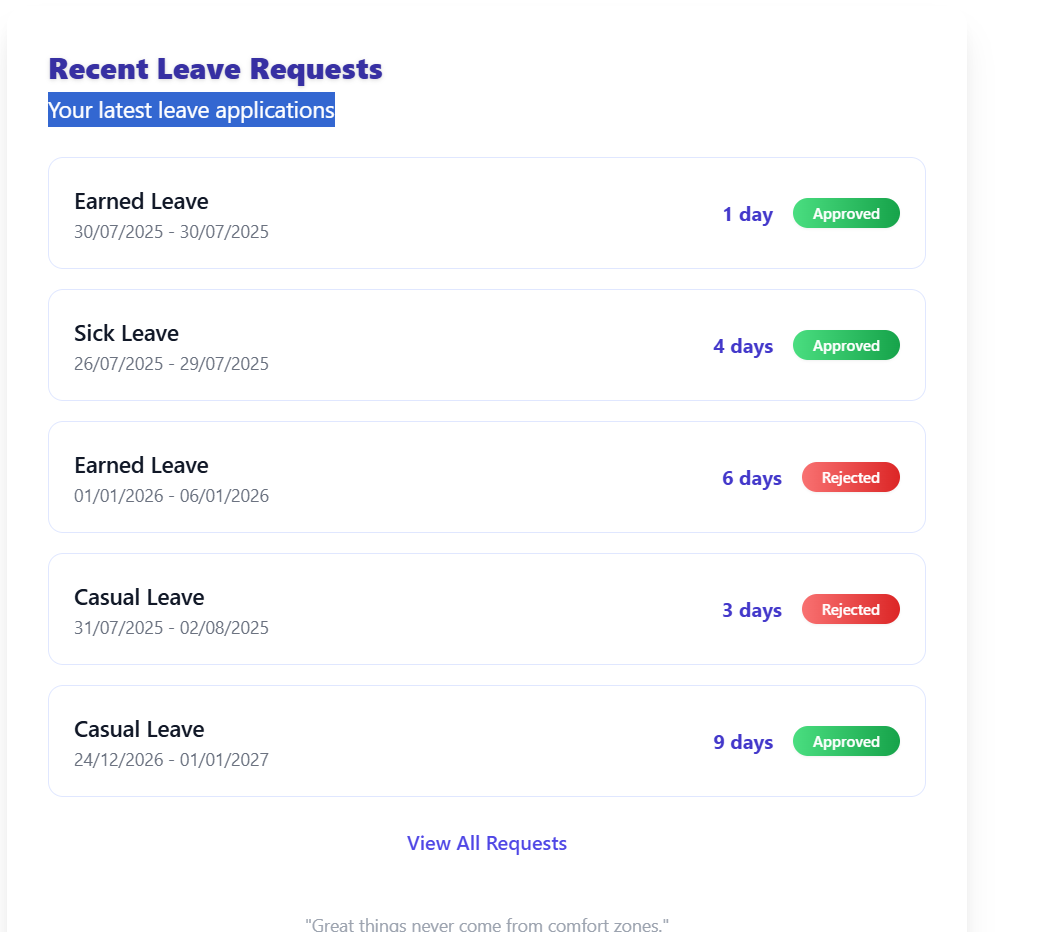 Recent Leave Requests
Your latest leave applications
Earned Leave
30/07/2025 - 30/07/2025
1 day
Approved
Sick Leave
26/07/2025 - 29/07/2025
4 days
Approved
Earned Leave
01/01/2026 - 06/01/2026
6 days
Rejected
Casual Leave
31/07/2025 - 02/08/2025
3 days
Rejected
Casual Leave
24/12/2026 - 01/01/2027
9 days
Approved
View All Requests
"Great things never come from comfort zones."